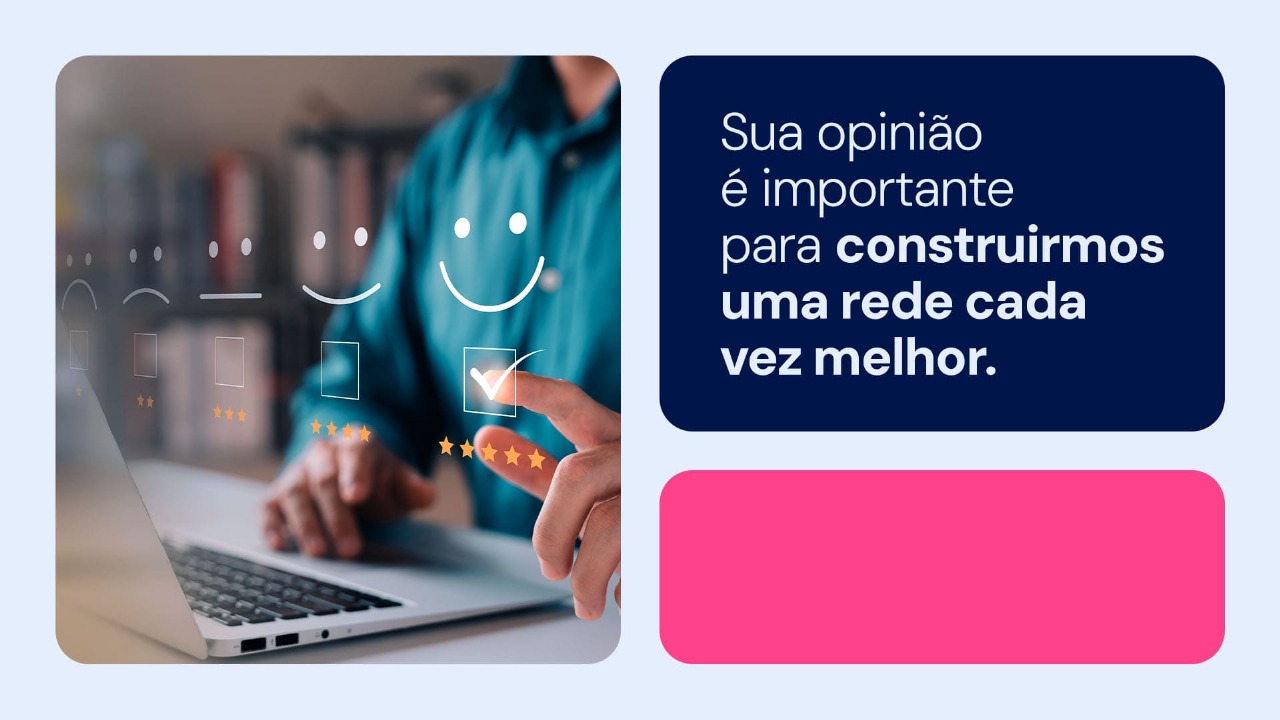 Sua opinião
é importante
para construirmos
uma rede cada
vez melhor.